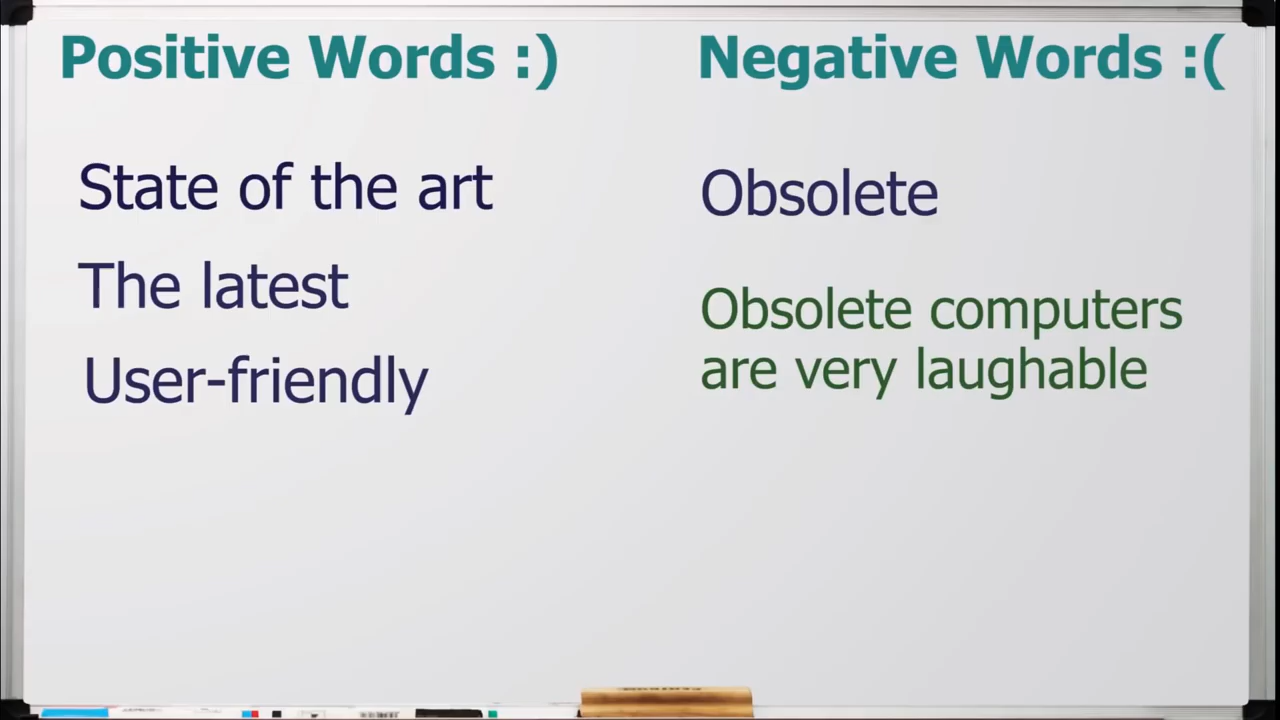 Positive Words :)
Negative Words :(
State of the art
The latest
User-friendly
Obsolete
Obsolete computers
are very laughable